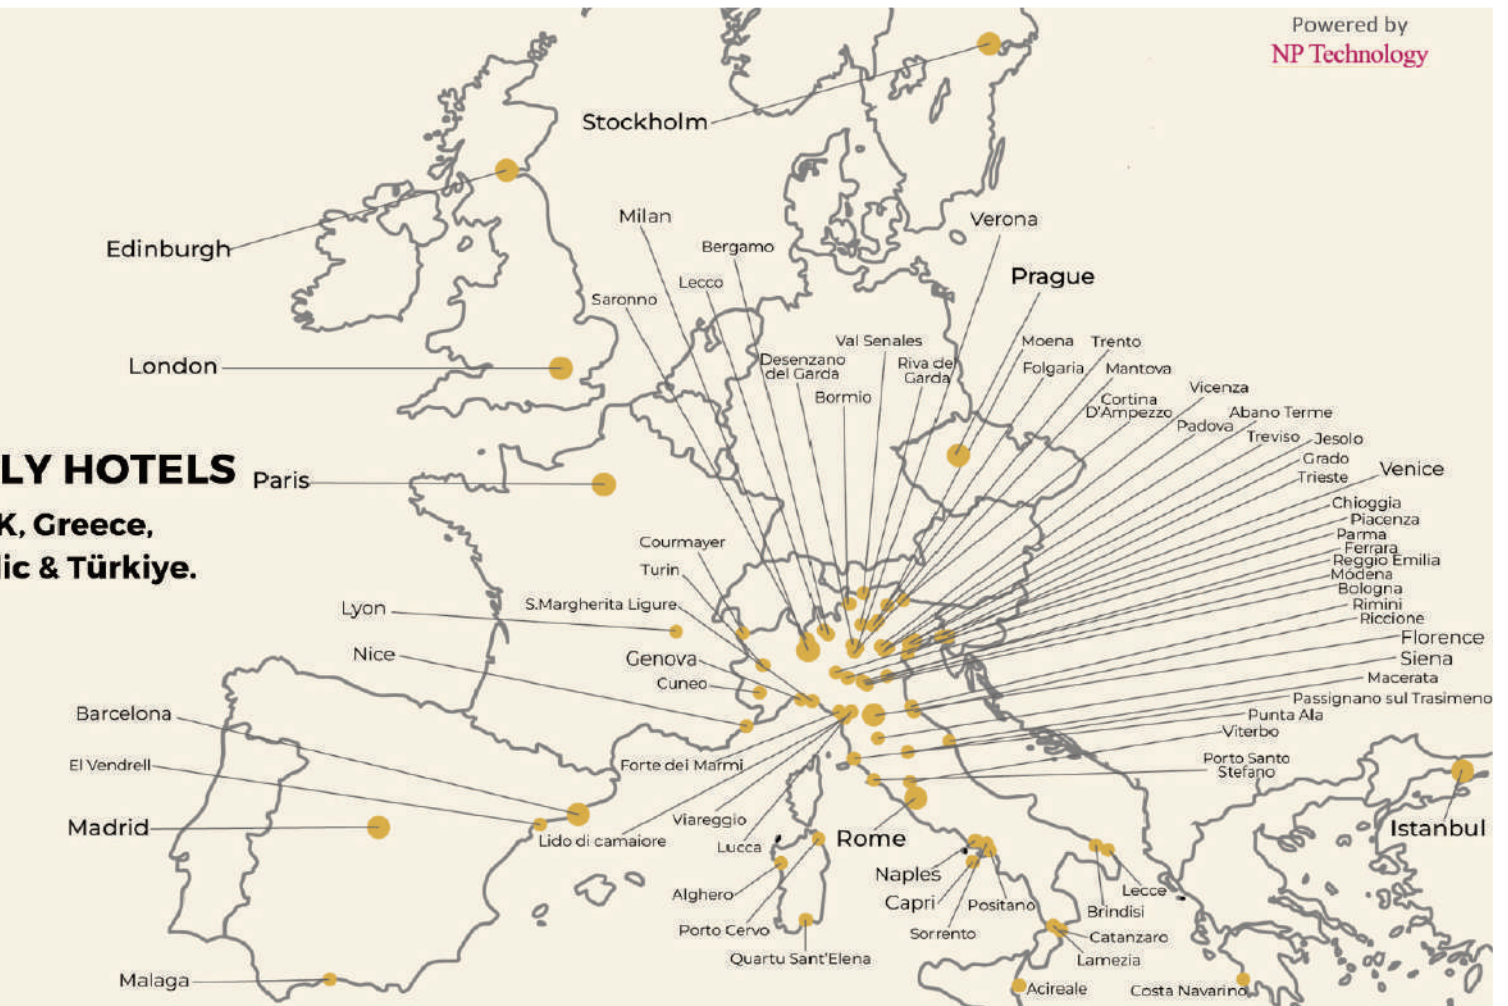 Powered by
NP Technology
Stockholm
Edinburgh
Milan
Verona
Bergamo
Prague
Lecco
Saronno
Val Senales
Moena
Trento
Desenzano
del Garda
Riva del
Garda
Folgaria
Mantova
London
Bormio
Cortina
D'Ampezzo
Vicenza
Padova
Abano Terme
Treviso
Jesolo
Grado
Venice
Trieste
LY HOTELS
Paris
K, Greece,
lic & Türkiye.
Chioggia
Piacenza
Parma
Ferrara
Reggio Emilia
Modena
Bologna
Rimini
Riccione
Florence
Siena
Macerata
Passignano sul Trasimeno
Punta Ala
Viterbo
Porto Santo
Stefano
Courmayer
Turin
S.Margherita Ligure
Lyon
Nice
Genova
Cuneo
Barcelona
El Vendrell
Forte dei Marmi
Madrid
Viareggio
Lido di camaiore
Lucca
Rome
Istanbul
Naples
Alghero
Capri
Positano
Lecce
Brindisi
Porto Cervo
Sorrento
Catanzaro
Quartu Sant'Elena
Lamezia
Malaga
Acireale
Costa Navarino